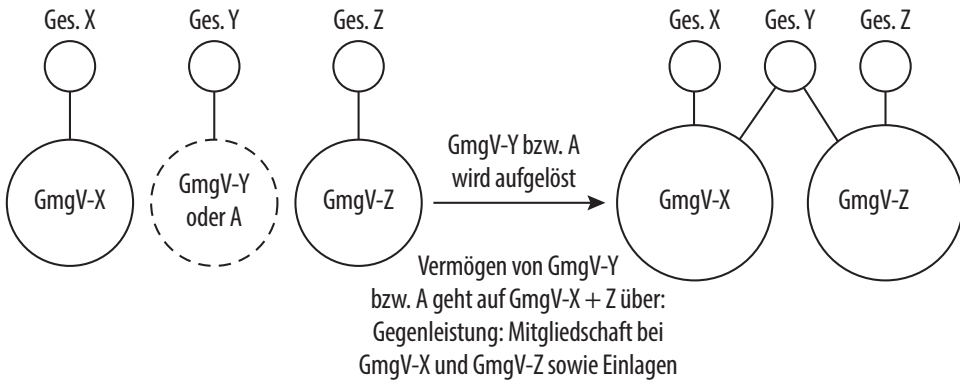 Ges. X Ges. Y Ges. Z
GmgV-X
GmgV-Y
oder A
GmgV-Z
GmgV-Y bzw. A
wird aufgelöst
Vermögen von GmgV-Y
bzw. A geht auf GmgV-X + Z über:
Gegenleistung: Mitgliedschaft bei
GmgV-X und GmgV-Z sowie Einlagen
Ges. X Ges. Y Ges. Z
GmgV-X GmgV-Z